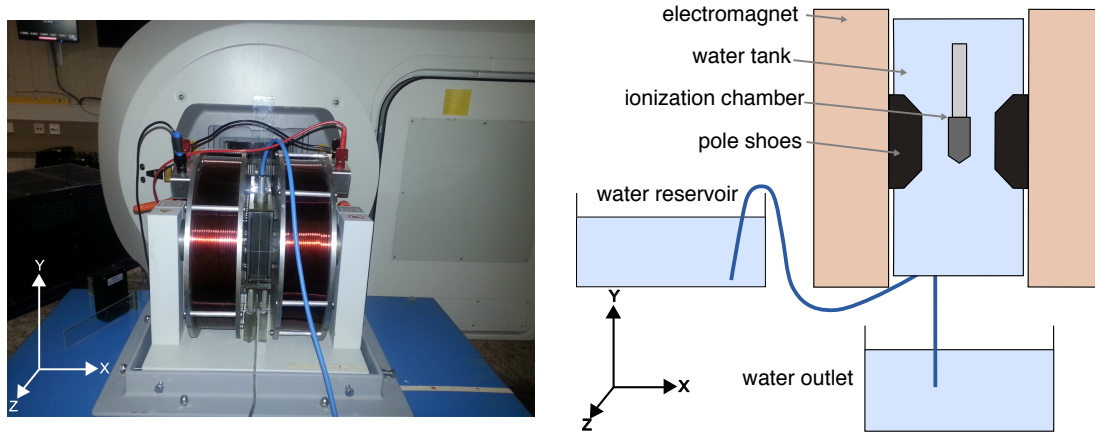 electromagnet
water tank
ionization chamber
pole shoes
water reservoir
Y
X
Z
Y
X
Z
water outlet